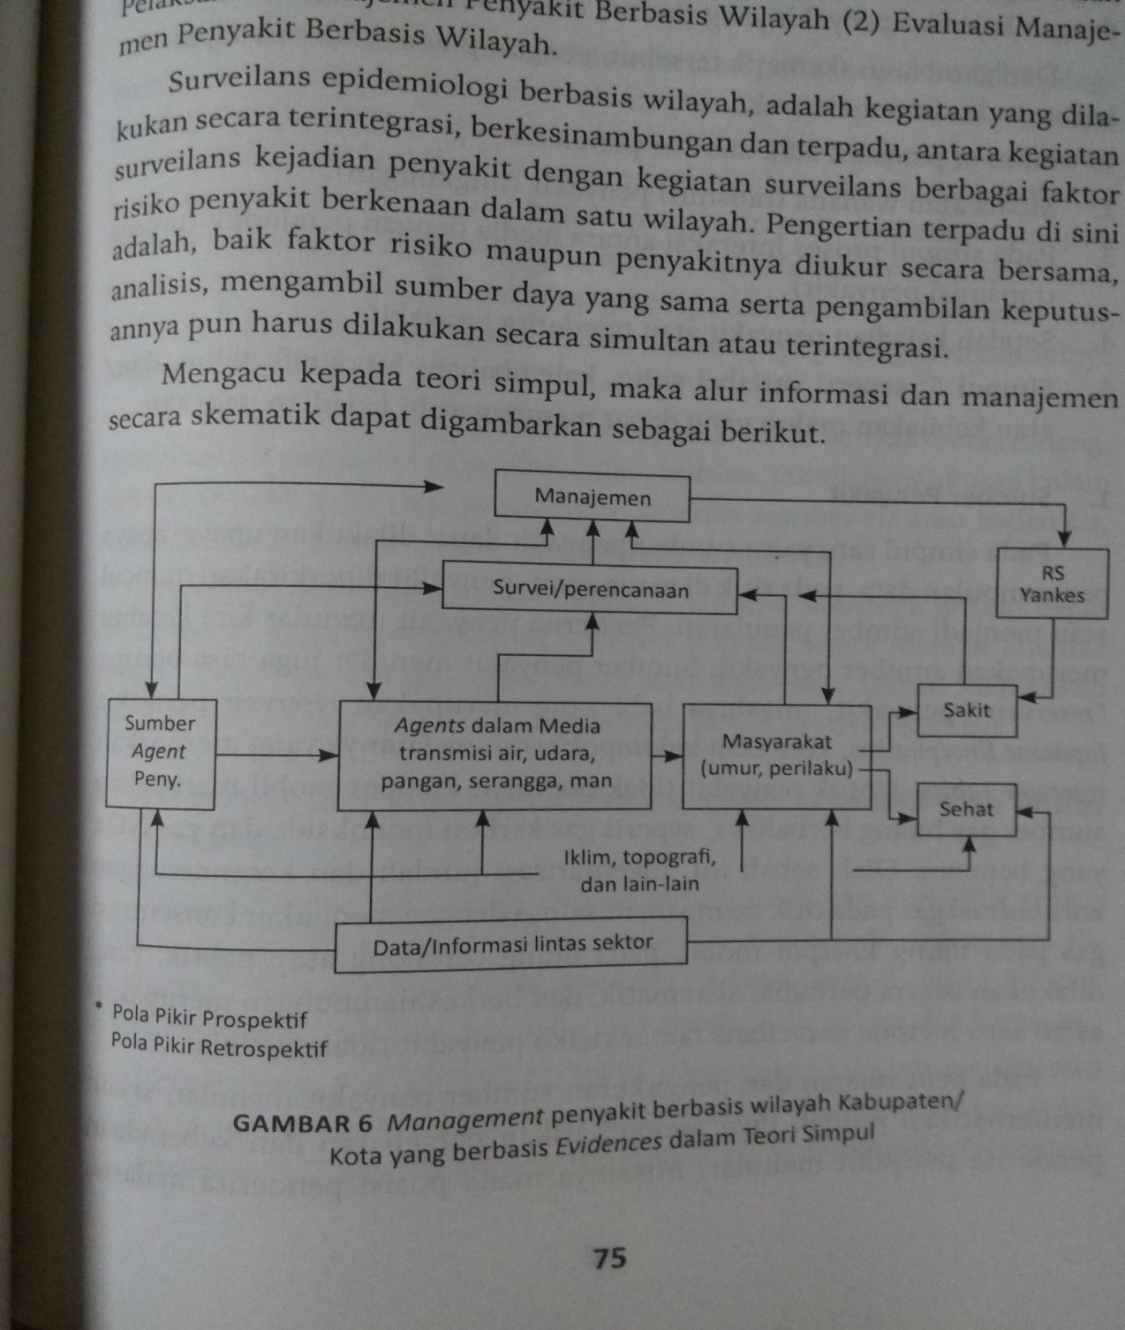 Penyakit Berbasis Wilayah (2) Evaluasi Manaje-
men Penyakit Berbasis Wilayah.
Surveilans epidemiologi berbasis wilayah, adalah kegiatan yang dila-
kukan secara terintegrasi, berkesinambungan dan terpadu, antara kegiatan
surveilans kejadian penyakit dengan kegiatan surveilans berbagai faktor
risiko penyakit berkenaan dalam satu wilayah. Pengertian terpadu di sini
adalah, baik faktor risiko maupun penyakitnya diukur secara bersama,
analisis, mengambil sumber daya yang sama serta pengambilan keputus-
annya pun harus dilakukan secara simultan atau terintegrasi.
Mengacu kepada teori simpul, maka alur informasi dan manajemen
secara skematik dapat digambarkan sebagai berikut.
Manajemen
RS
Yankes
Survei/perencanaan
Sumber
Agent
Peny.
Agents dalam Media
transmisi air, udara,
pangan, serangga, man
Masyarakat
(umur, perilaku)
Sakit
Sehat
Iklim, topografi,
dan lain-lain
Data/Informasi lintas sektor
* Pola Pikir Prospektif
Pola Pikir Retrospektif
GAMBAR 6 Management penyakit berbasis wilayah Kabupaten/
Kota yang berbasis Evidences dalam Teori Simpul
75